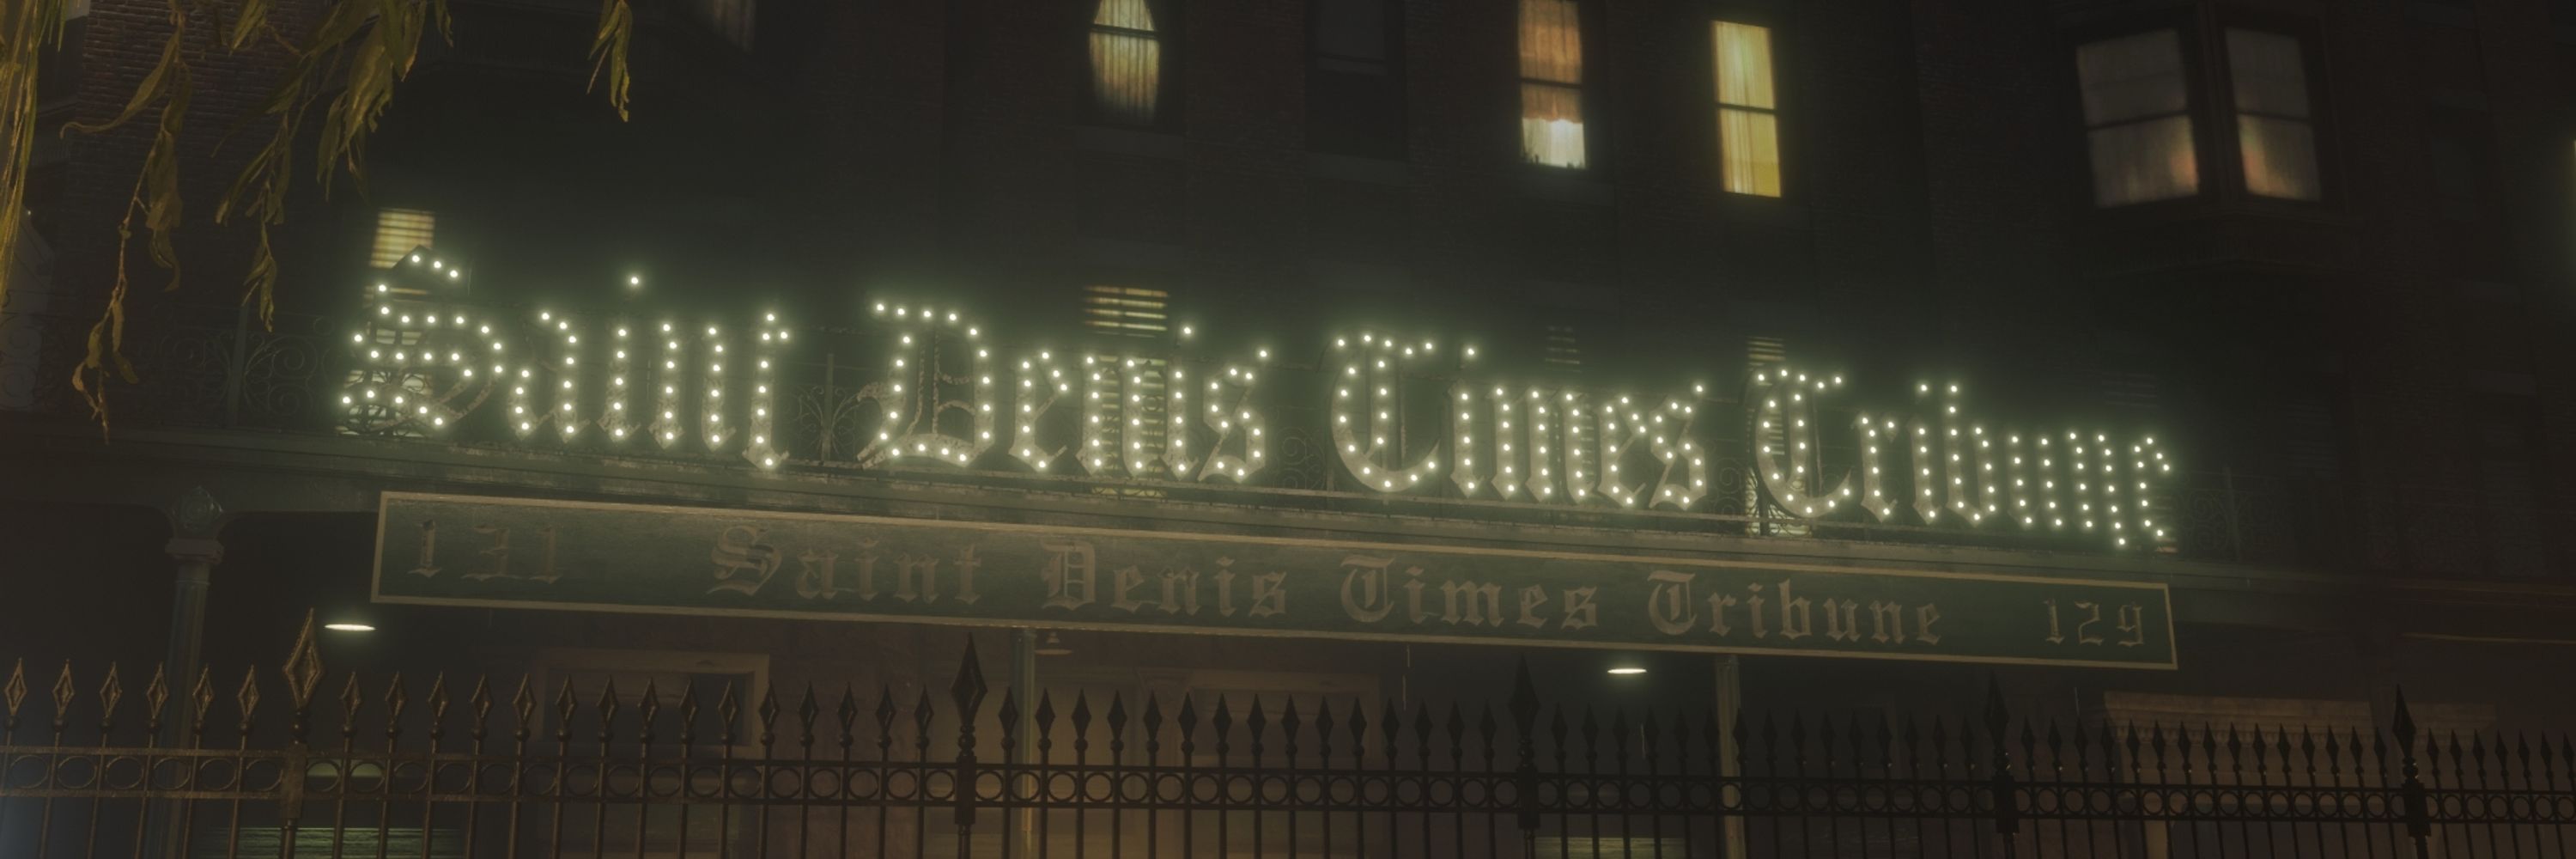 Saint Denis Times Tribune
131 Saint Denis Times Tribune 129